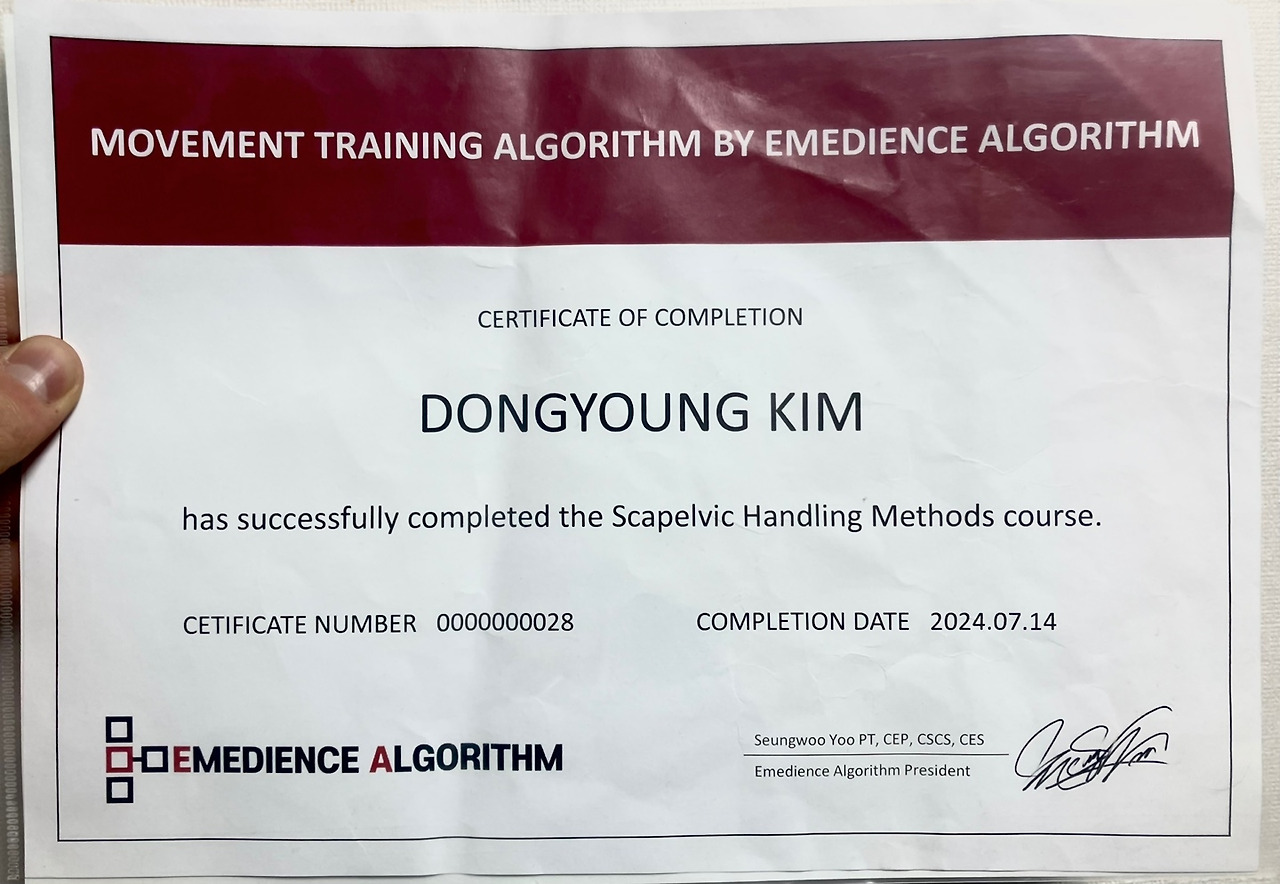 MOVEMENT TRAINING ALGORITHM BY EMEDIENCE ALGORITHM
CERTIFICATE OF COMPLETION
DONGYOUNG KIM
has successfully completed the Scapelvic Handling Methods course.
CETIFICATE NUMBER 0000000028 COMPLETION DATE 2024.07.14
EMEDIENCE ALGORITHM
Seungwoo Yoo PT, CEP, CSCS, CES
Emedience Algorithm President